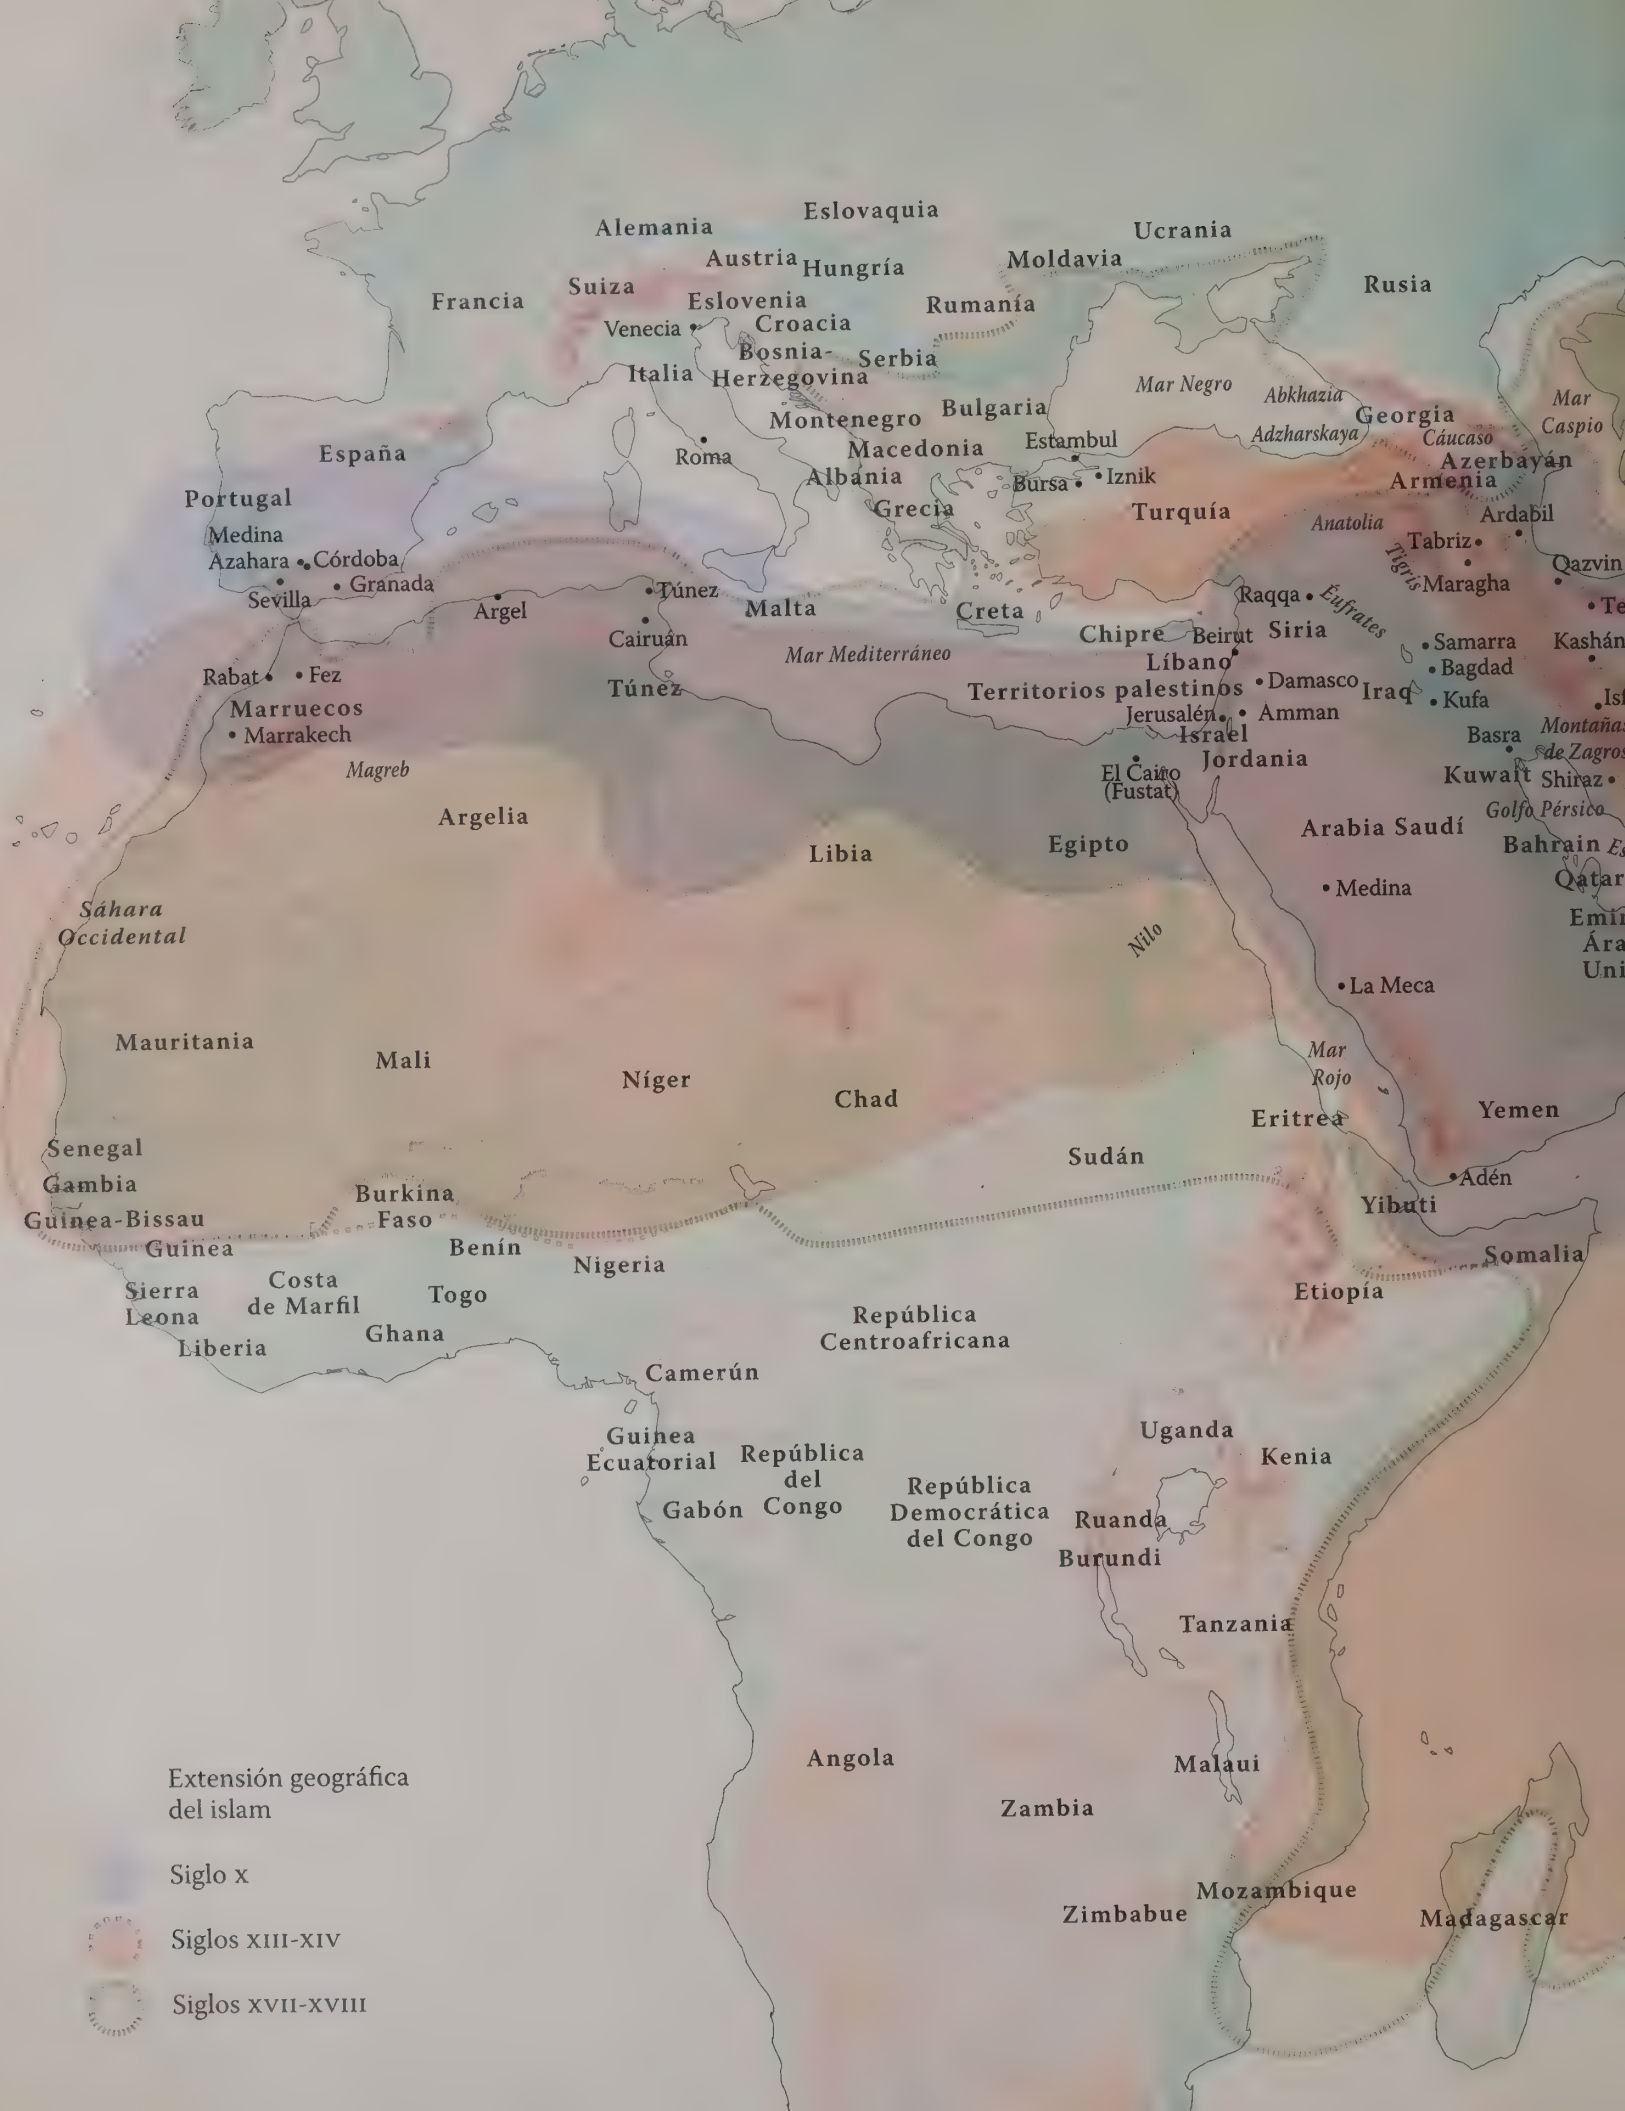 Eslovaquia
Alemania
Ucrania
Austria
Hungría
Moldavia
Suiza
Rusia
Francia
Eslovenia
Rumanía
Venecia
Croacia
Bosnia-
Herzegovina
Serbia
Italia
Mar Negro
Abkhazia
Mar
Caspio
Montenegro
Bulgaria
Georgia
Adzharskaya
Cáucaso
España
Roma
Macedonia
Estambul
Azerbayán
Albania
Bursa
Iznik
Armenia
Portugal
Grecia
Turquía
Anatolia
Ardabil
Medina
Azahara
Córdoba
Tabriz
Tigris
Qazvin
Granada
Sevilla
Argel
Túnez
Malta
Creta
Raqqa
Éufrates
Maragha
Te
Cairuán
Chipre
Beirut
Siria
Samarra
Kashán
Mar Mediterráneo
Líbano
Bagdad
Rabat
Fez
Túnez
Territorios palestinos
Damasco
Iraq
Kufa
Isf
Marruecos
Jerusalén
Amman
Marrakech
Israel
Basra
Montañas
de Zagros
Magreb
El Cairo
(Fustat)
Jordania
Kuwait
Shiraz
Golfo Pérsico
Argelia
Libia
Egipto
Arabia Saudí
Bahrain
Es
Medina
Qatar
Sáhara
Occidental
Nilo
Emir
Ára
Uni
La Meca
Mauritania
Mali
Níger
Chad
Mar
Rojo
Eritrea
Yemen
Senegal
Sudán
Gambia
Adén
Burkina
Faso
Yibuti
Guinea-Bissau
Guinea
Benín
Nigeria
Somalia
Sierra
Leona
Costa
de Marfil
Togo
Etiopía
República
Centroafricana
Liberia
Ghana
Camerún
Guinea
Ecuatorial
República
del
Congo
Uganda
Kenia
Gabón
República
Democrática
del Congo
Ruanda
Burundi
Tanzania
Angola
Malaui
Zambia
Extensión geográfica
del islam
Siglo X
Mozambique
Zimbabue
Madagascar
Siglos XIII-XIV
Siglos XVII-XVIII